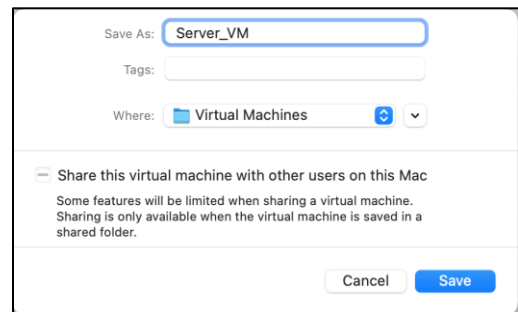 Save As: Server_VM
Tags:
Where: Virtual Machines
Share this virtual machine with other users on this Mac
Some features will be limited when sharing a virtual machine.
Sharing is only available when the virtual machine is saved in a
shared folder.
Cancel Save